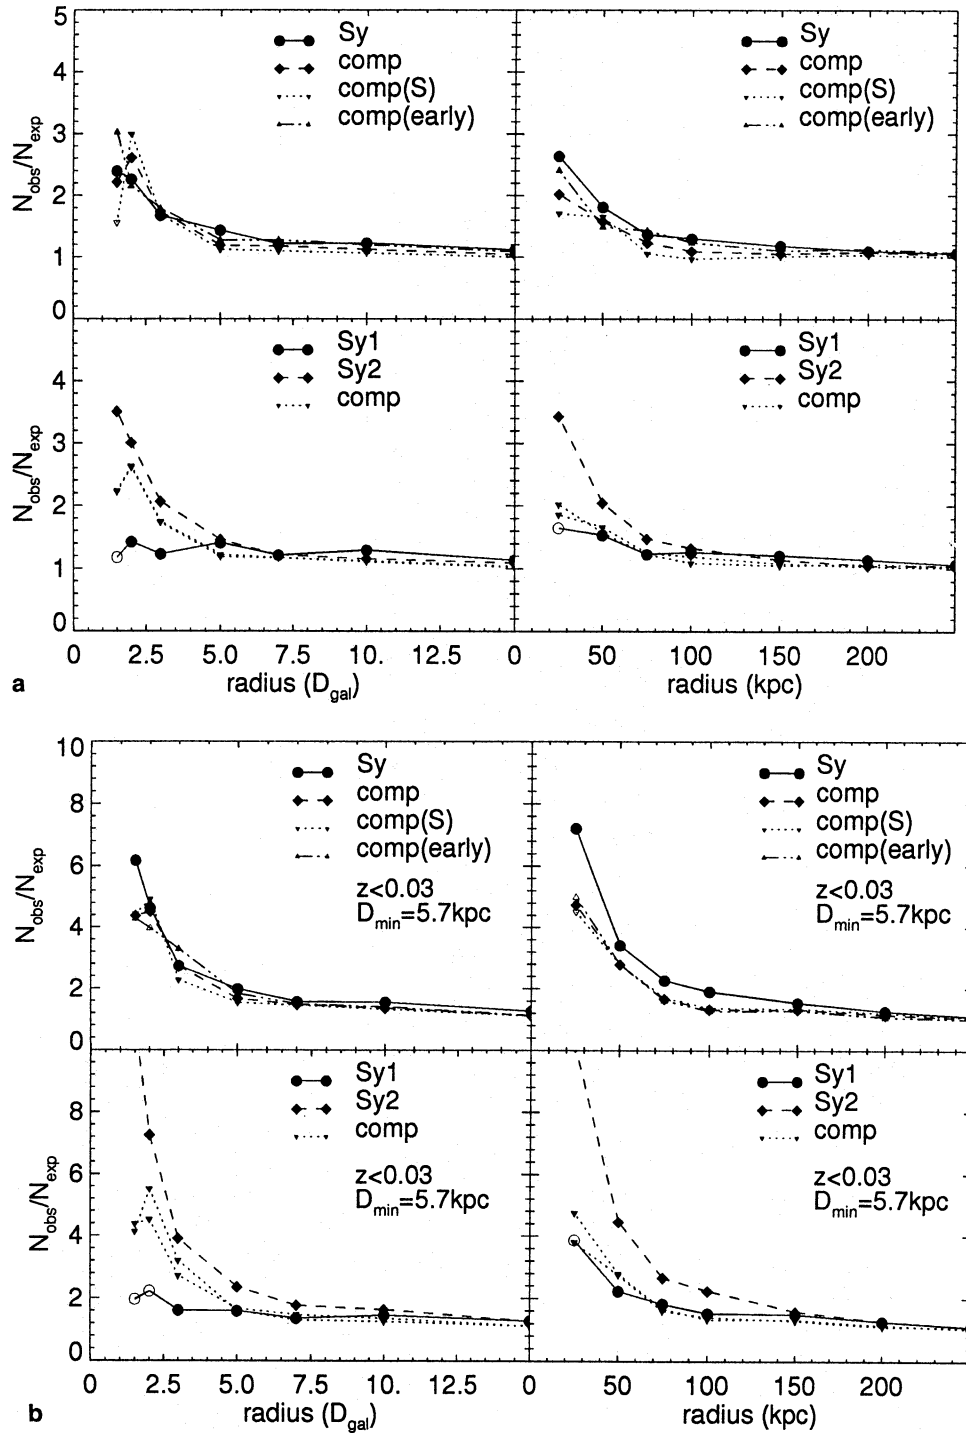 5
4
3
2
1
0
N_obs/N_exp
Sy
comp
comp(S)
comp(early)
Sy
comp
comp(S)
comp(early)
4
3
2
1
0
N_obs/N_exp
Sy1
Sy2
comp
Sy1
Sy2
comp
0 2.5 5.0 7.5 10. 12.5 0 50 100 150 200
radius (D_gal)
radius (kpc)
a
10
8
6
4
2
0
N_obs/N_exp
Sy
comp
comp(S)
comp(early)
z<0.03
D_min=5.7kpc
Sy
comp
comp(S)
comp(early)
z<0.03
D_min=5.7kpc
8
6
4
2
0
N_obs/N_exp
Sy1
Sy2
comp
z<0.03
D_min=5.7kpc
Sy1
Sy2
comp
z<0.03
D_min=5.7kpc
0 2.5 5.0 7.5 10. 12.5 0 50 100 150 200
radius (D_gal)
radius (kpc)
b